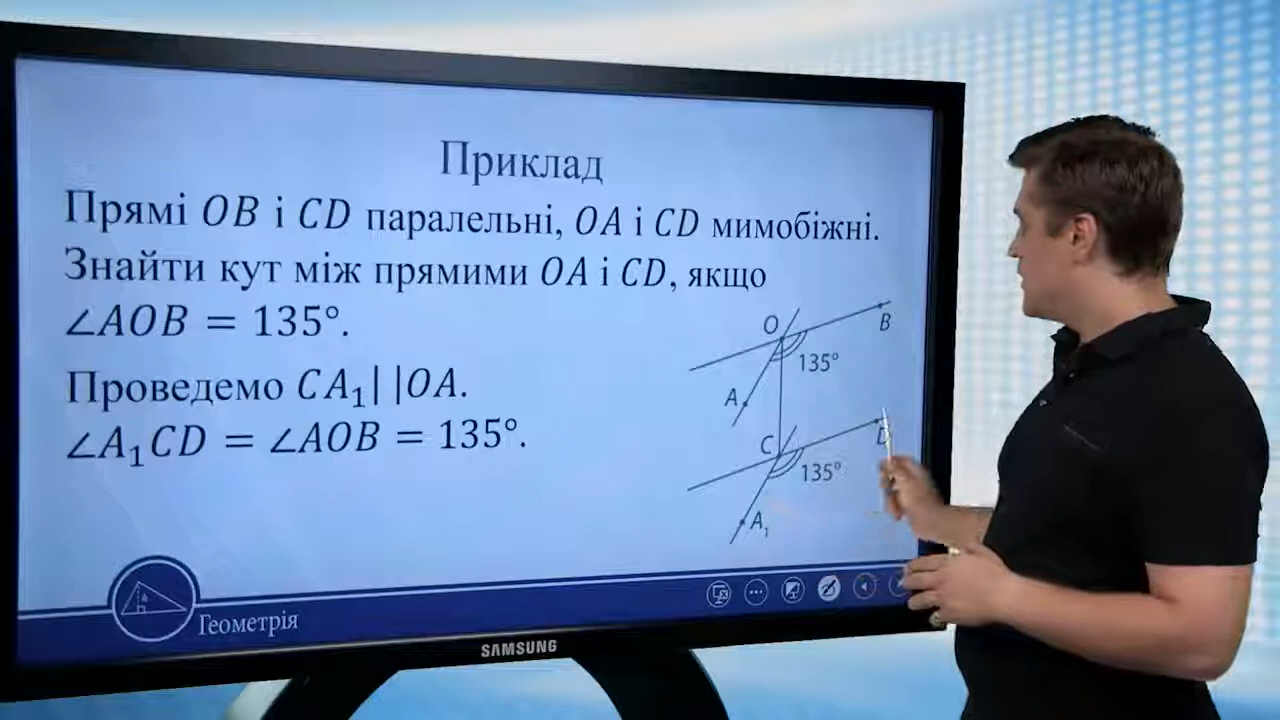 Приклад
Прямі OB і CD паралельні, OA і CD мимобіжні.
Знайти кут між прямими OA і CD, якщо
∠AOB = 135°.
Проведемо CA₁||OA.
∠A₁CD = ∠AOB = 135°.
O
B
135°
A
C
D
135°
A₁
Геометрія
SAMSUNG